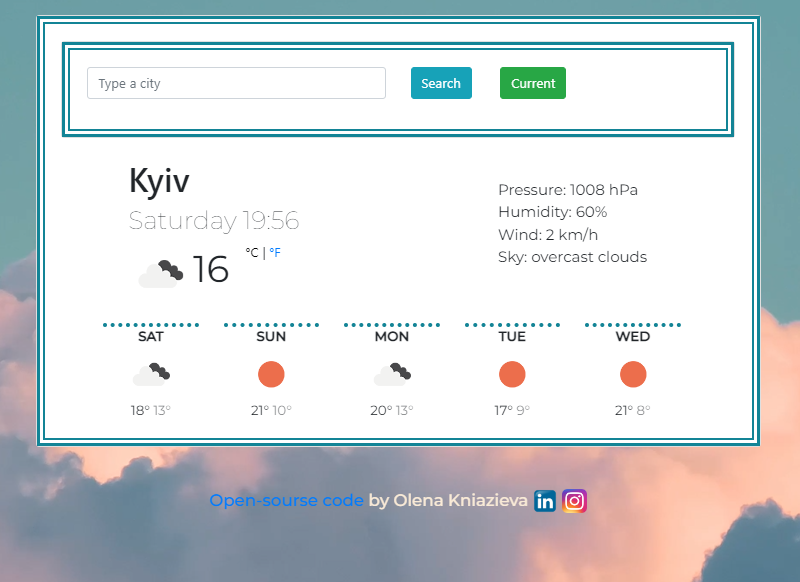 Type a city
Search
Current
Kyiv
Saturday 19:56
16 °C | °F
Pressure: 1008 hPa
Humidity: 60%
Wind: 2 km/h
Sky: overcast clouds
SAT
18° 13°
SUN
21° 10°
MON
20° 13°
TUE
17° 9°
WED
21° 8°
Open-sourse code by Olena Kniazieva in